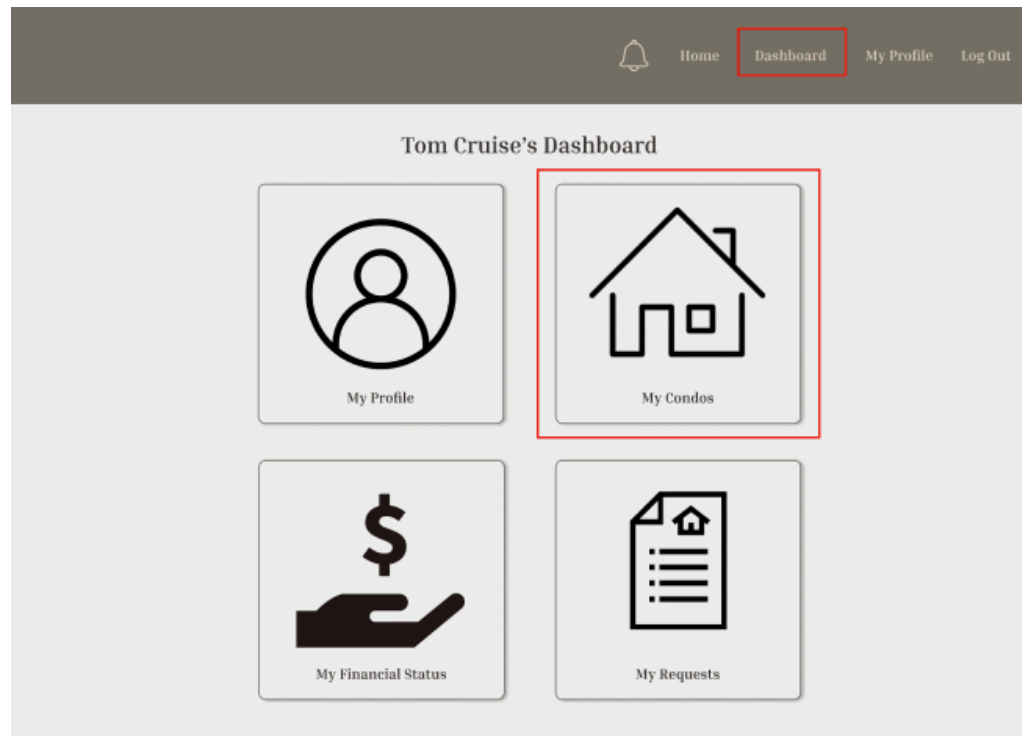 Home Dashboard My Profile Log Out
Tom Cruise's Dashboard
My Profile My Condos
My Financial Status My Requests